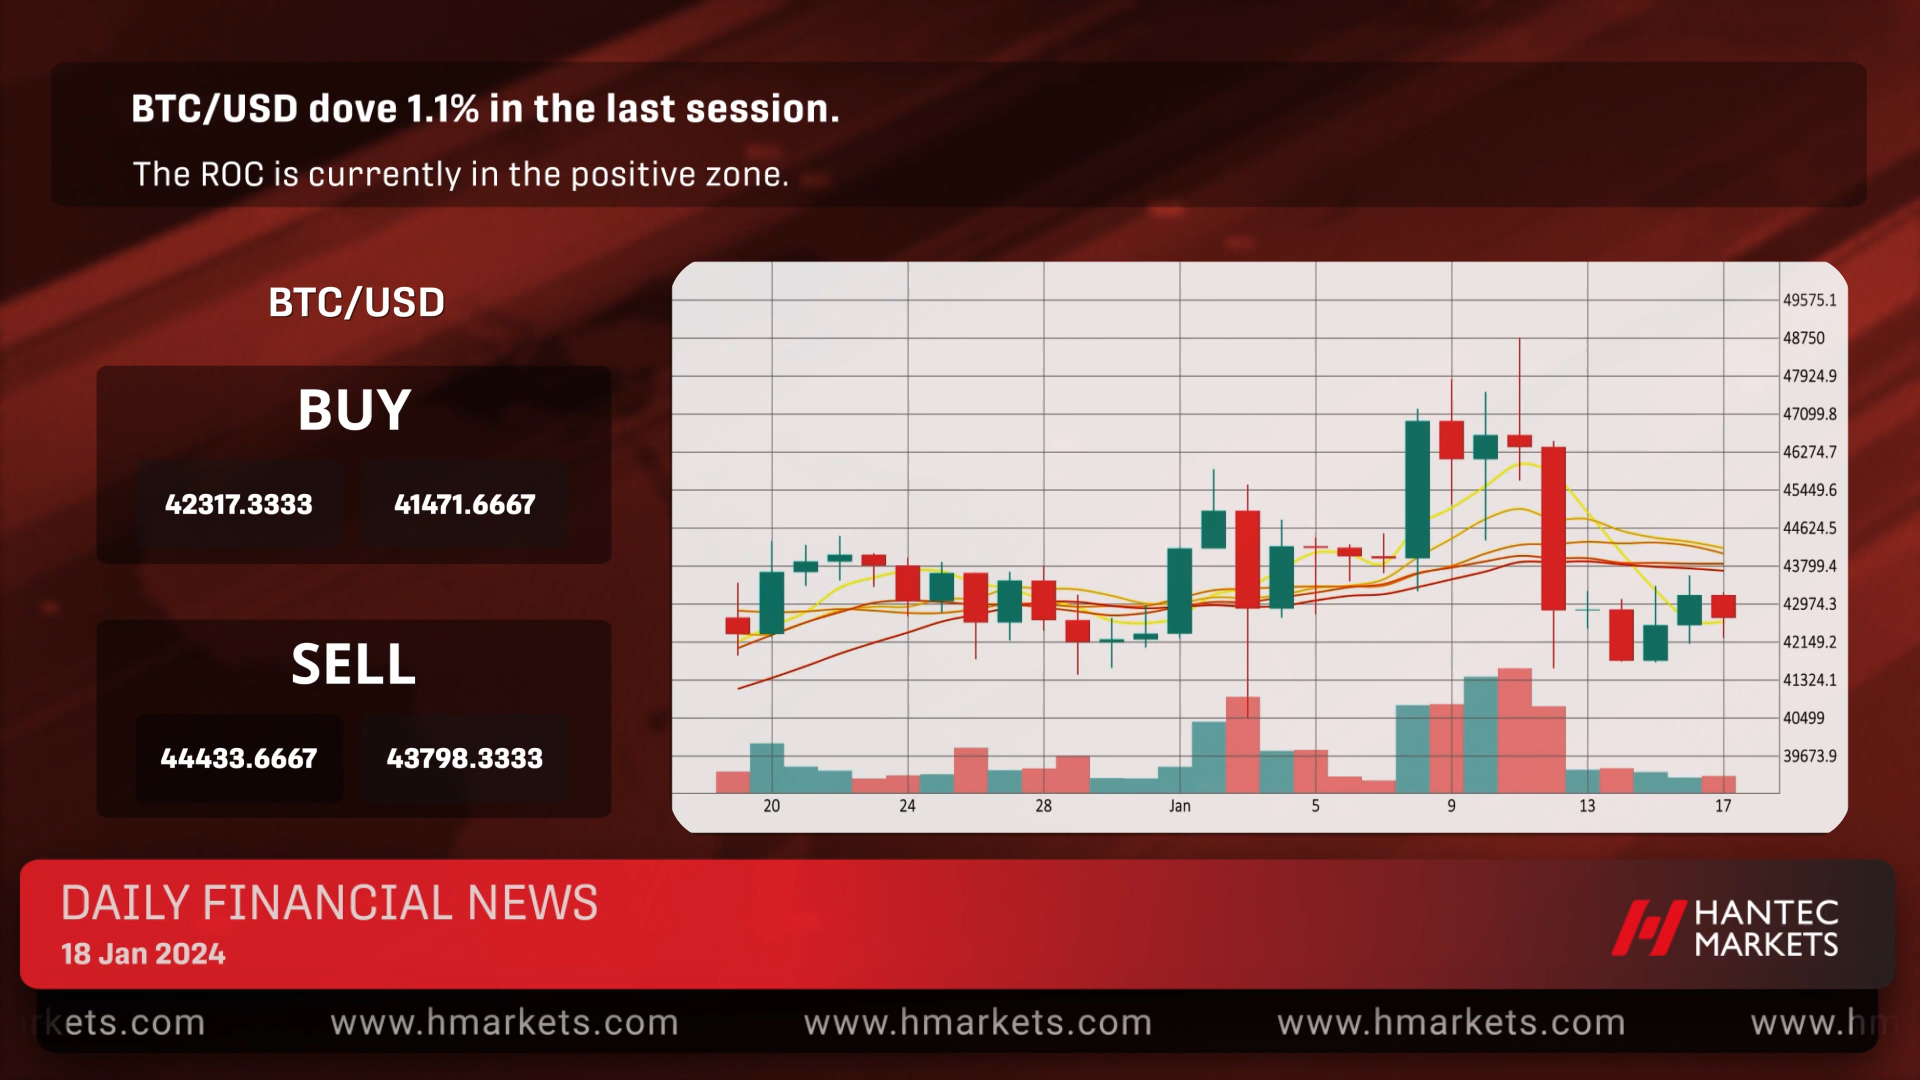 BTC/USD dove 1.1% in the last session.
The ROC is currently in the positive zone.
BTC/USD
BUY
42317.3333 41471.6667
SELL
44433.6667 43798.3333
49575.1
48750
47924.9
47099.8
46274.7
45449.6
44624.5
43799.4
42974.3
42149.2
41324.1
40499
39673.9
20 24 28 Jan 5 9 13 17
DAILY FINANCIAL NEWS
18 Jan 2024
HANTEC
MARKETS
rkets.com www.hmarkets.com www.hmarkets.com www.hmarkets.com www.hm